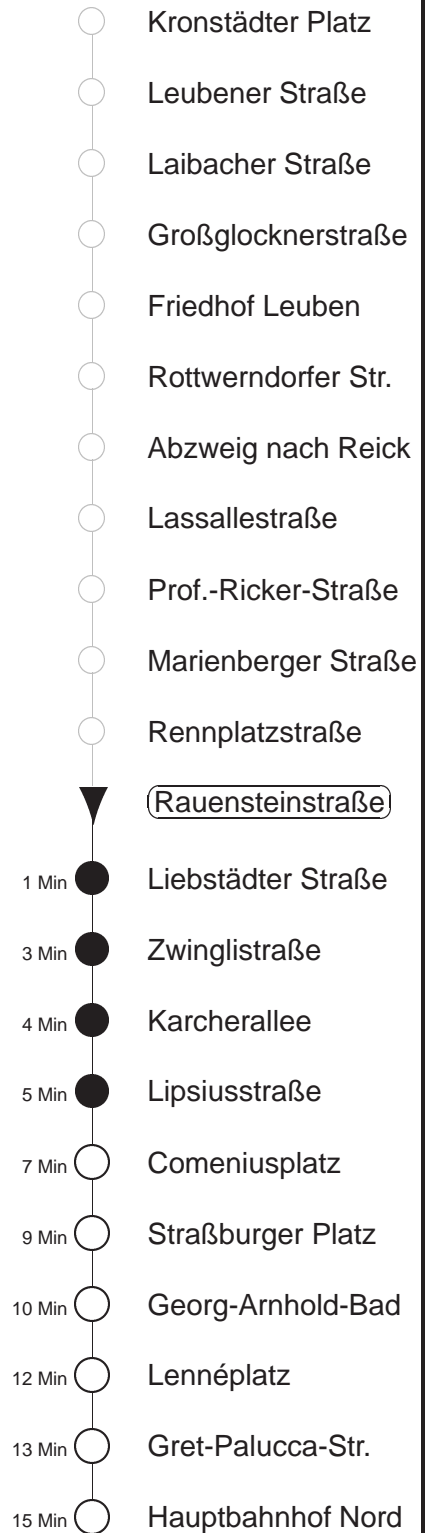 Kronstädter Platz
Leubener Straße
Laibacher Straße
Großglocknerstraße
Friedhof Leuben
Rottwerndorfer Str.
Abzweig nach Reick
Lassallestraße
Prof.-Ricker-Straße
Marienberger Straße
Rennplatzstraße
Rauensteinstraße
1 Min Liebstädter Straße
3 Min Zwinglistraße
4 Min Karcherallee
5 Min Lipsiusstraße
7 Min Comeniusplatz
9 Min Straßburger Platz
10 Min Georg-Arnhold-Bad
12 Min Lennéplatz
13 Min Gret-Palucca-Str.
15 Min Hauptbahnhof Nord